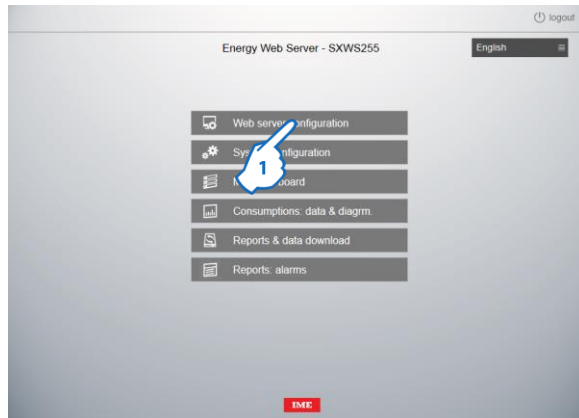 logout
Energy Web Server - SXWS255
English
Web server configuration
System configuration
board
Consumptions: data & diagrm.
Reports & data download
Reports: alarms
1
IME